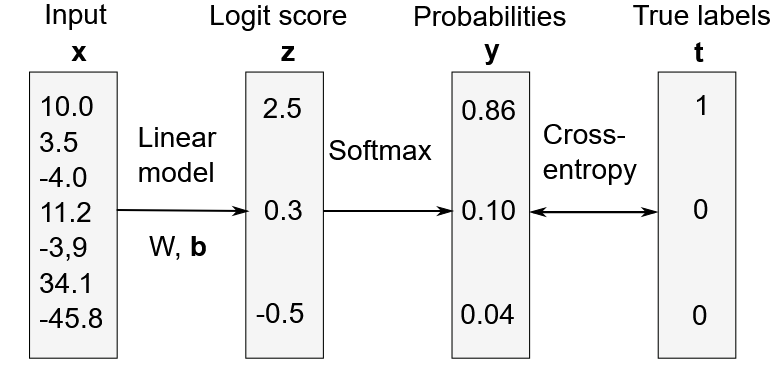 Input
x
10.0
3.5
-4.0
11.2
-3,9
34.1
-45.8
Linear
model
W, b
Logit score
z
2.5
0.3
-0.5
Softmax
Probabilities
y
0.86
0.10
0.04
Cross-
entropy
True labels
t
1
0
0